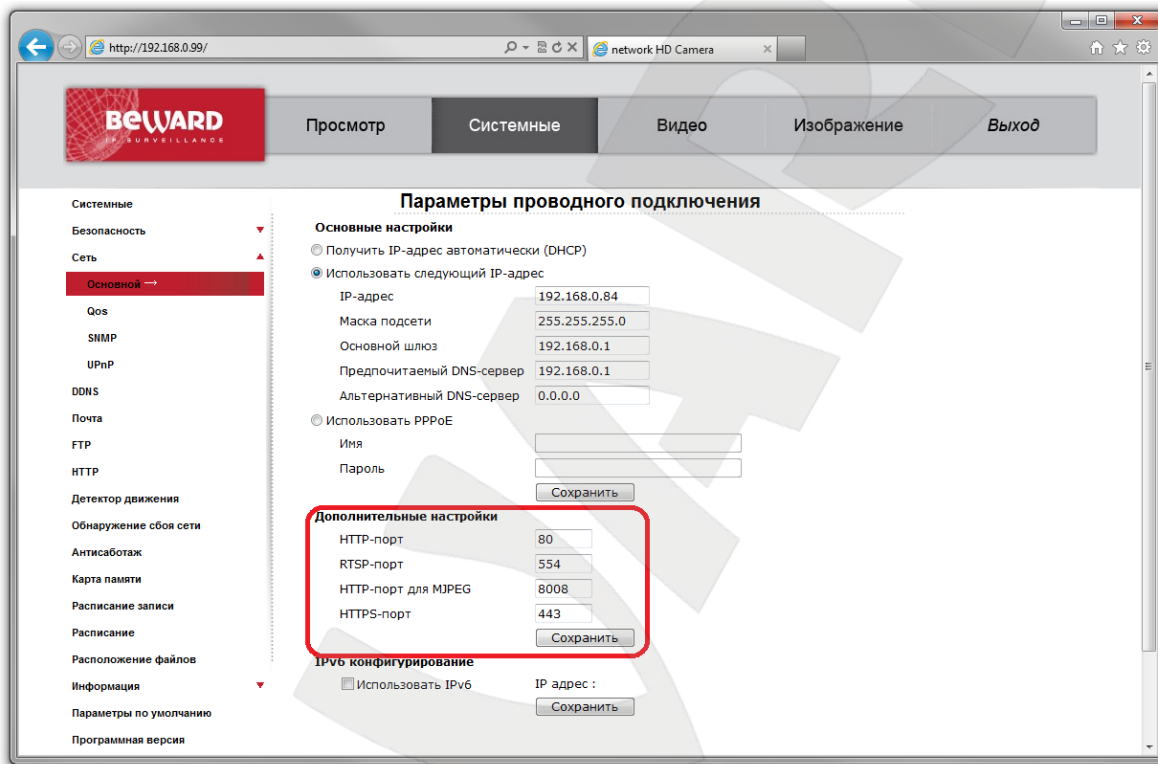 http://192.168.0.99/
network HD Camera
BEWARD
IP SURVEILLANCE
Просмотр
Системные
Видео
Изображение
Выход
Системные
Безопасность
Сеть
Основной →
Qos
SNMP
UPnP
DDNS
Почта
FTP
HTTP
Детектор движения
Обнаружение сбоя сети
Антисаботаж
Карта памяти
Расписание записи
Расписание
Расположение файлов
Информация
Параметры по умолчанию
Программная версия
Параметры проводного подключения
Основные настройки
Получить IP-адрес автоматически (DHCP)
Использовать следующий IP-адрес
IP-адрес 192.168.0.84
Маска подсети 255.255.255.0
Основной шлюз 192.168.0.1
Предпочитаемый DNS-сервер 192.168.0.1
Альтернативный DNS-сервер 0.0.0.0
Использовать PPPoE
Имя
Пароль
Сохранить
Дополнительные настройки
HTTP-порт 80
RTSP-порт 554
HTTP-порт для MJPEG 8008
HTTPS-порт 443
Сохранить
IPv6 конфигурирование
Использовать IPv6 IP адрес :
Сохранить